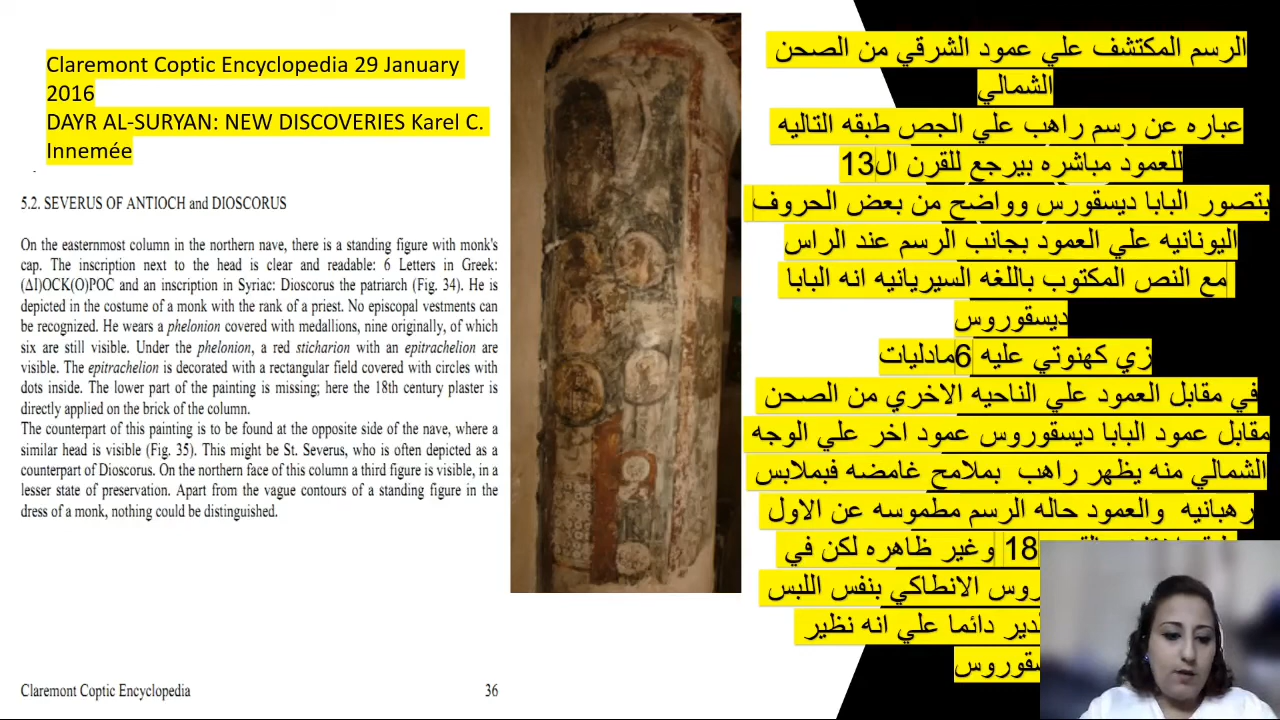 Claremont Coptic Encyclopedia 29 January
2016
DAYR AL-SURYAN: NEW DISCOVERIES Karel C.
Innemée
5.2. SEVERUS OF ANTIOCH and DIOSCORUS
On the easternmost column in the northern nave, there is a standing figure with monk's
cap. The inscription next to the head is clear and readable: 6 Letters in Greek:
(ΔΙ)ΟCΚ(Ο)ΡΟC and an inscription in Syriac: Dioscorus the patriarch (Fig. 34). He is
depicted in the costume of a monk with the rank of a priest. No episcopal vestments can
be recognized. He wears a phelonion covered with medallions, nine originally, of which
six are still visible. Under the phelonion, a red sticharion with an epitrachelion are
visible. The epitrachelion is decorated with a rectangular field covered with circles with
dots inside. The lower part of the painting is missing; here the 18th century plaster is
directly applied on the brick of the column.
The counterpart of this painting is to be found at the opposite side of the nave, where a
similar head is visible (Fig. 35). This might be St. Severus, who is often depicted as a
counterpart of Dioscorus. On the northern face of this column a third figure is visible, in a
lesser state of preservation. Apart from the vague contours of a standing figure in the
dress of a monk, nothing could be distinguished.
Claremont Coptic Encyclopedia 36
الرسم المكتشف علي عمود الشرقي من الصحن
الشمالي
عباره عن رسم راهب علي الجص طبقه التاليه
للعمود مباشره بيرجع للقرن ال13
بتصور البابا ديسقورس وواضح من بعض الحروف
اليونانيه علي العمود بجانب الرسم عند الراس
مع النص المكتوب باللغه السيريانيه انه البابا
ديسقوروس
زي كهنوتي عليه 6مادليات
في مقابل العمود علي الناحيه الاخري من الصحن
مقابل عمود البابا ديسقوروس عمود اخر علي الوجه
الشمالي منه يظهر راهب بملامح غامضه فبملابس
رهبانيه والعمود حاله الرسم مطموسه عن الاول
18 وغير ظاهره لكن في
الانطاكي بنفس اللبس
دائما علي انه نظير